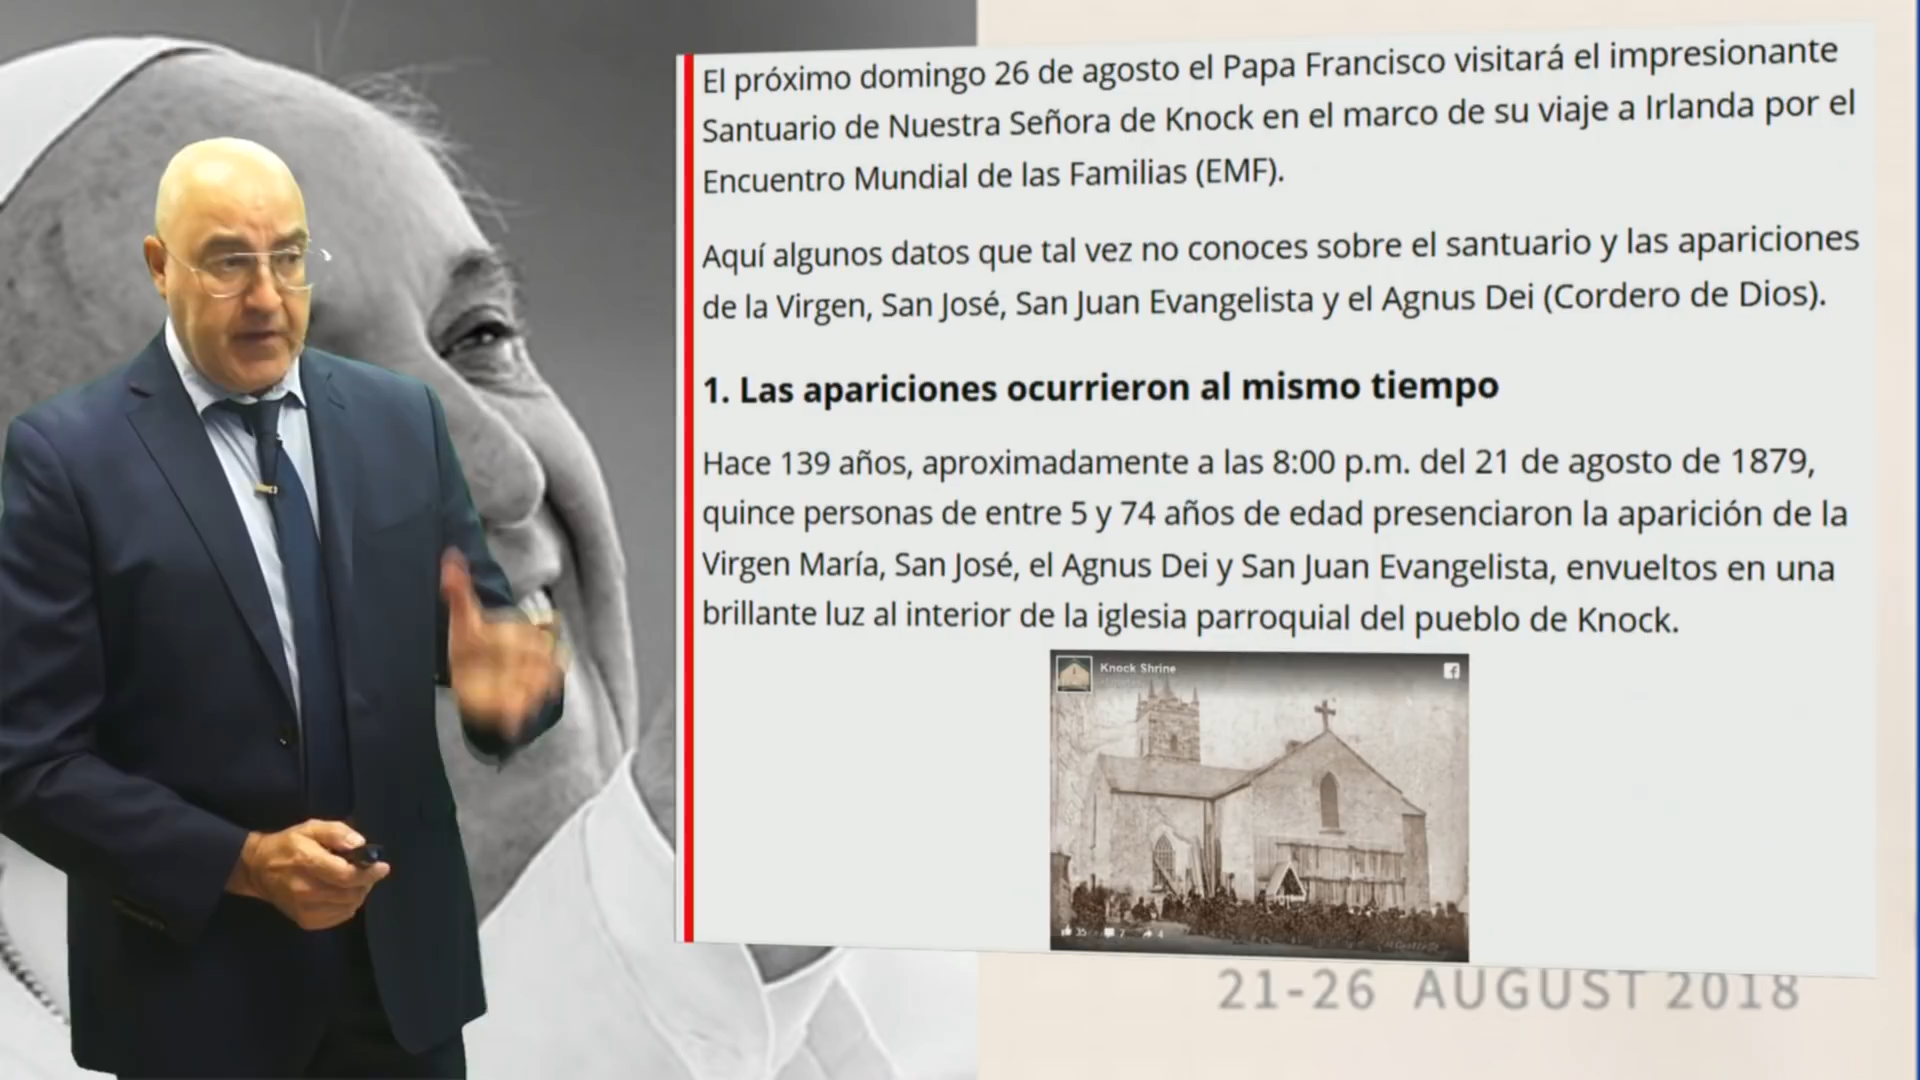 El próximo domingo 26 de agosto el Papa Francisco visitará el impresionante
Santuario de Nuestra Señora de Knock en el marco de su viaje a Irlanda por el
Encuentro Mundial de las Familias (EMF).
Aquí algunos datos que tal vez no conoces sobre el santuario y las apariciones
de la Virgen, San José, San Juan Evangelista y el Agnus Dei (Cordero de Dios).
1. Las apariciones ocurrieron al mismo tiempo
Hace 139 años, aproximadamente a las 8:00 p.m. del 21 de agosto de 1879,
quince personas de entre 5 y 74 años de edad presenciaron la aparición de la
Virgen María, San José, el Agnus Dei y San Juan Evangelista, envueltos en una
brillante luz al interior de la iglesia parroquial del pueblo de Knock.
Knock Shrine
35 7 4
21-26 AUGUST 2018